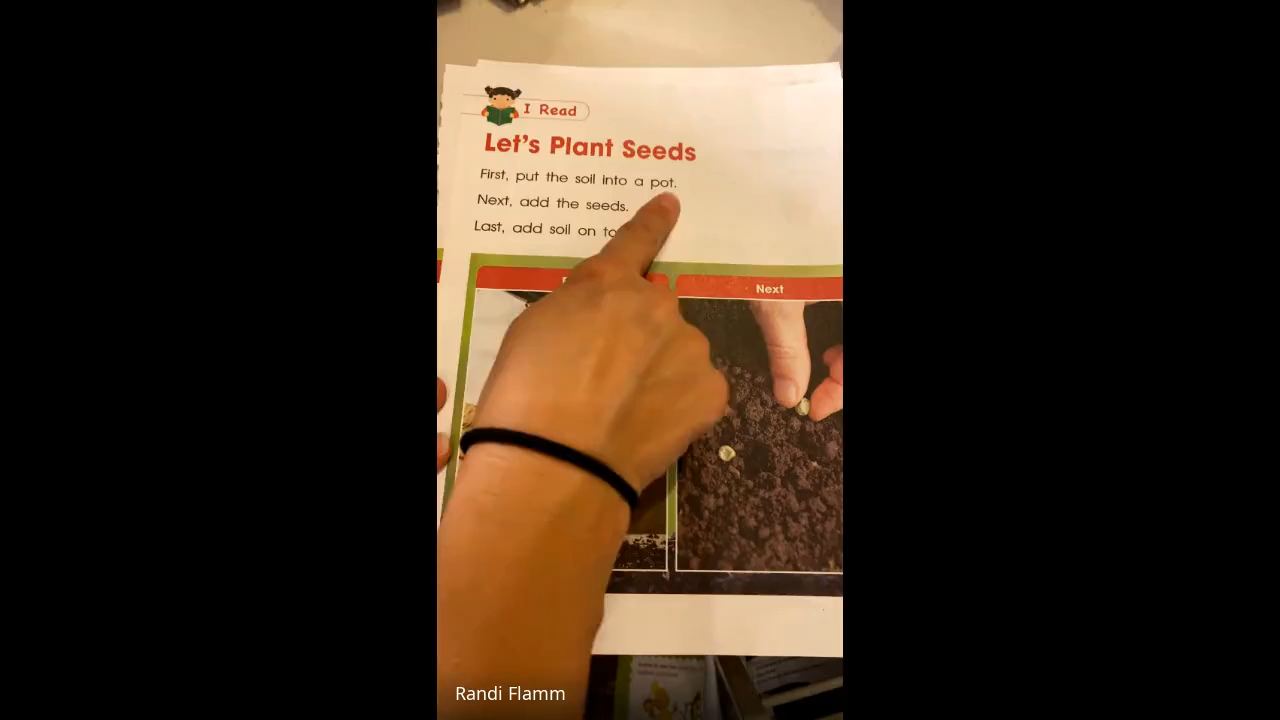 I Read
Let's Plant Seeds
First, put the soil into a pot.
Next, add the seeds.
Last, add soil on
Next
Randi Flamm